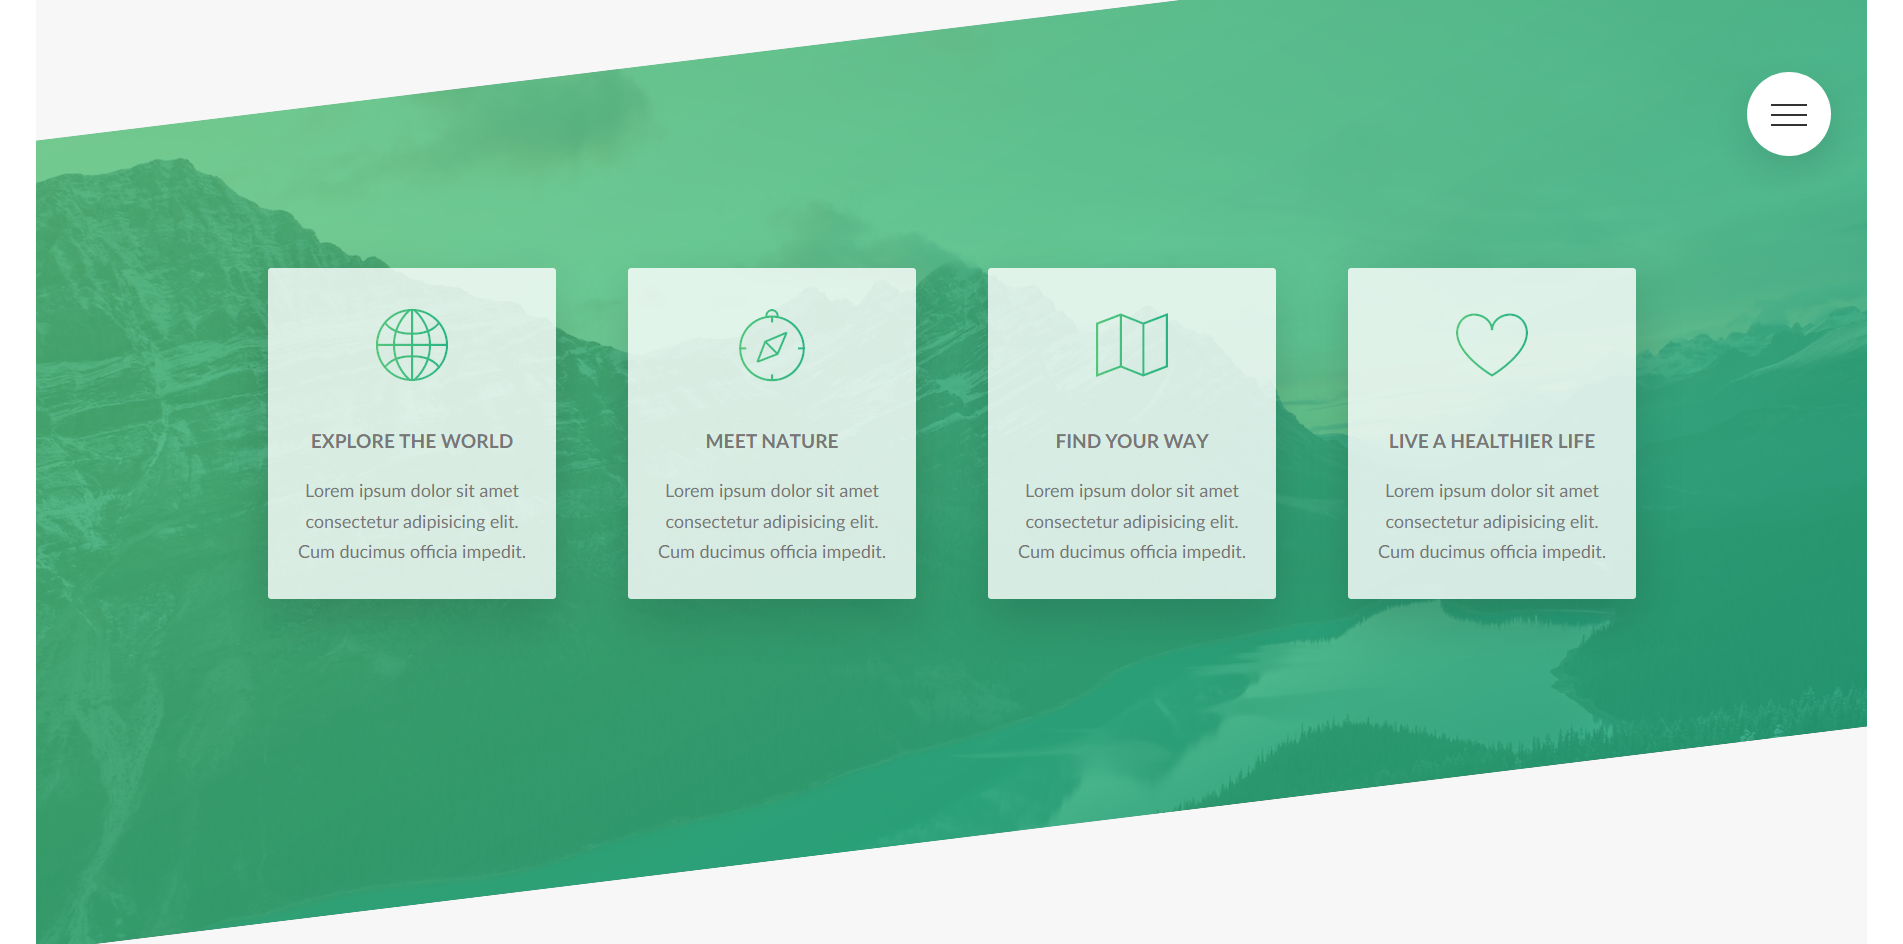 EXPLORE THE WORLD
Lorem ipsum dolor sit amet
consectetur adipisicing elit.
Cum ducimus officia impedit.
MEET NATURE
Lorem ipsum dolor sit amet
consectetur adipisicing elit.
Cum ducimus officia impedit.
FIND YOUR WAY
Lorem ipsum dolor sit amet
consectetur adipisicing elit.
Cum ducimus officia impedit.
LIVE A HEALTHIER LIFE
Lorem ipsum dolor sit amet
consectetur adipisicing elit.
Cum ducimus officia impedit.